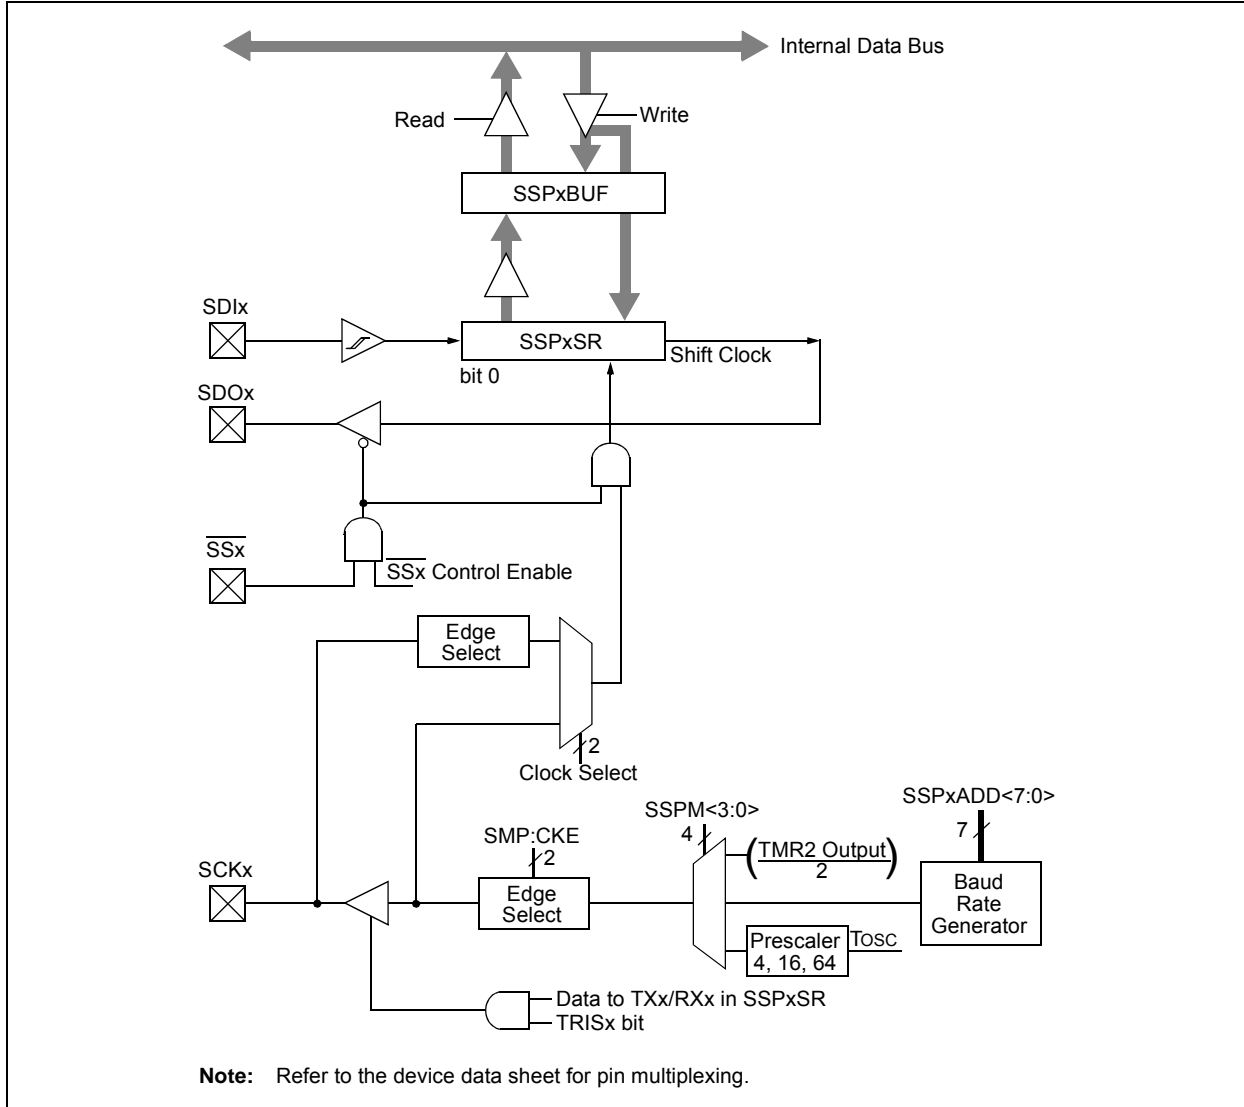 Internal Data Bus
Read
Write
SSPxBUF
SDIx
SSPxSR
Shift Clock
bit 0
SDOx
SSx
SSx Control Enable
Edge
Select
2
Clock Select
SSPxADD<7:0>
SSPM<3:0>
7
4
SMP:CKE
2
(TMR2 Output
2)
SCKx
Edge
Select
Baud
Rate
Generator
Prescaler
4, 16, 64
TOSC
Data to TXx/RXx in SSPxSR
TRISx bit
Note: Refer to the device data sheet for pin multiplexing.